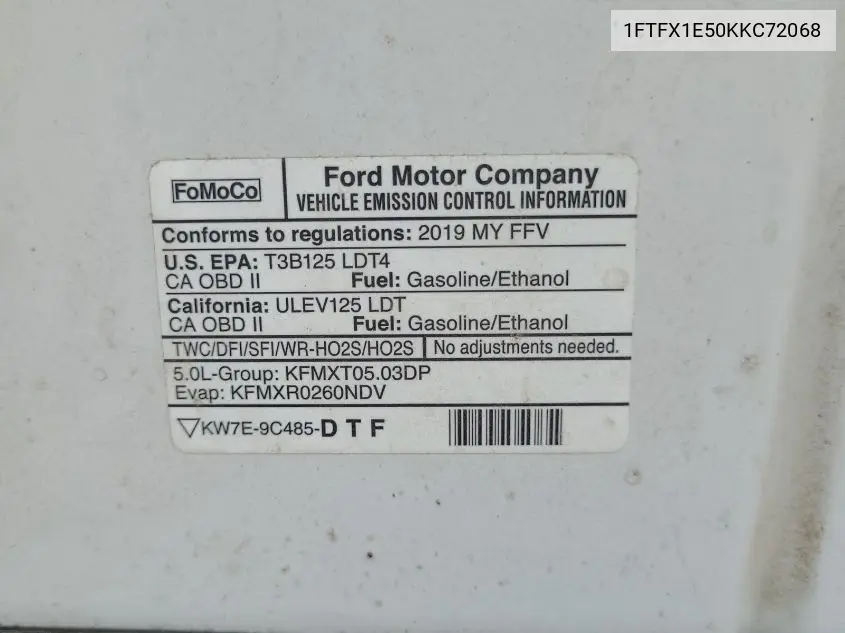 1FTFX1E50KKC72068
FoMoCo
Ford Motor Company
VEHICLE EMISSION CONTROL INFORMATION
Conforms to regulations: 2019 MY FFV
U.S. EPA: T3B125 LDT4
CA OBD II Fuel: Gasoline/Ethanol
California: ULEV125 LDT
CA OBD II Fuel: Gasoline/Ethanol
TWC/DFI/SFI/WR-HO2S/HO2S No adjustments needed.
5.0L-Group: KFMXT05.03DP
Evap: KFMXR0260NDV
KW7E-9C485-D T F